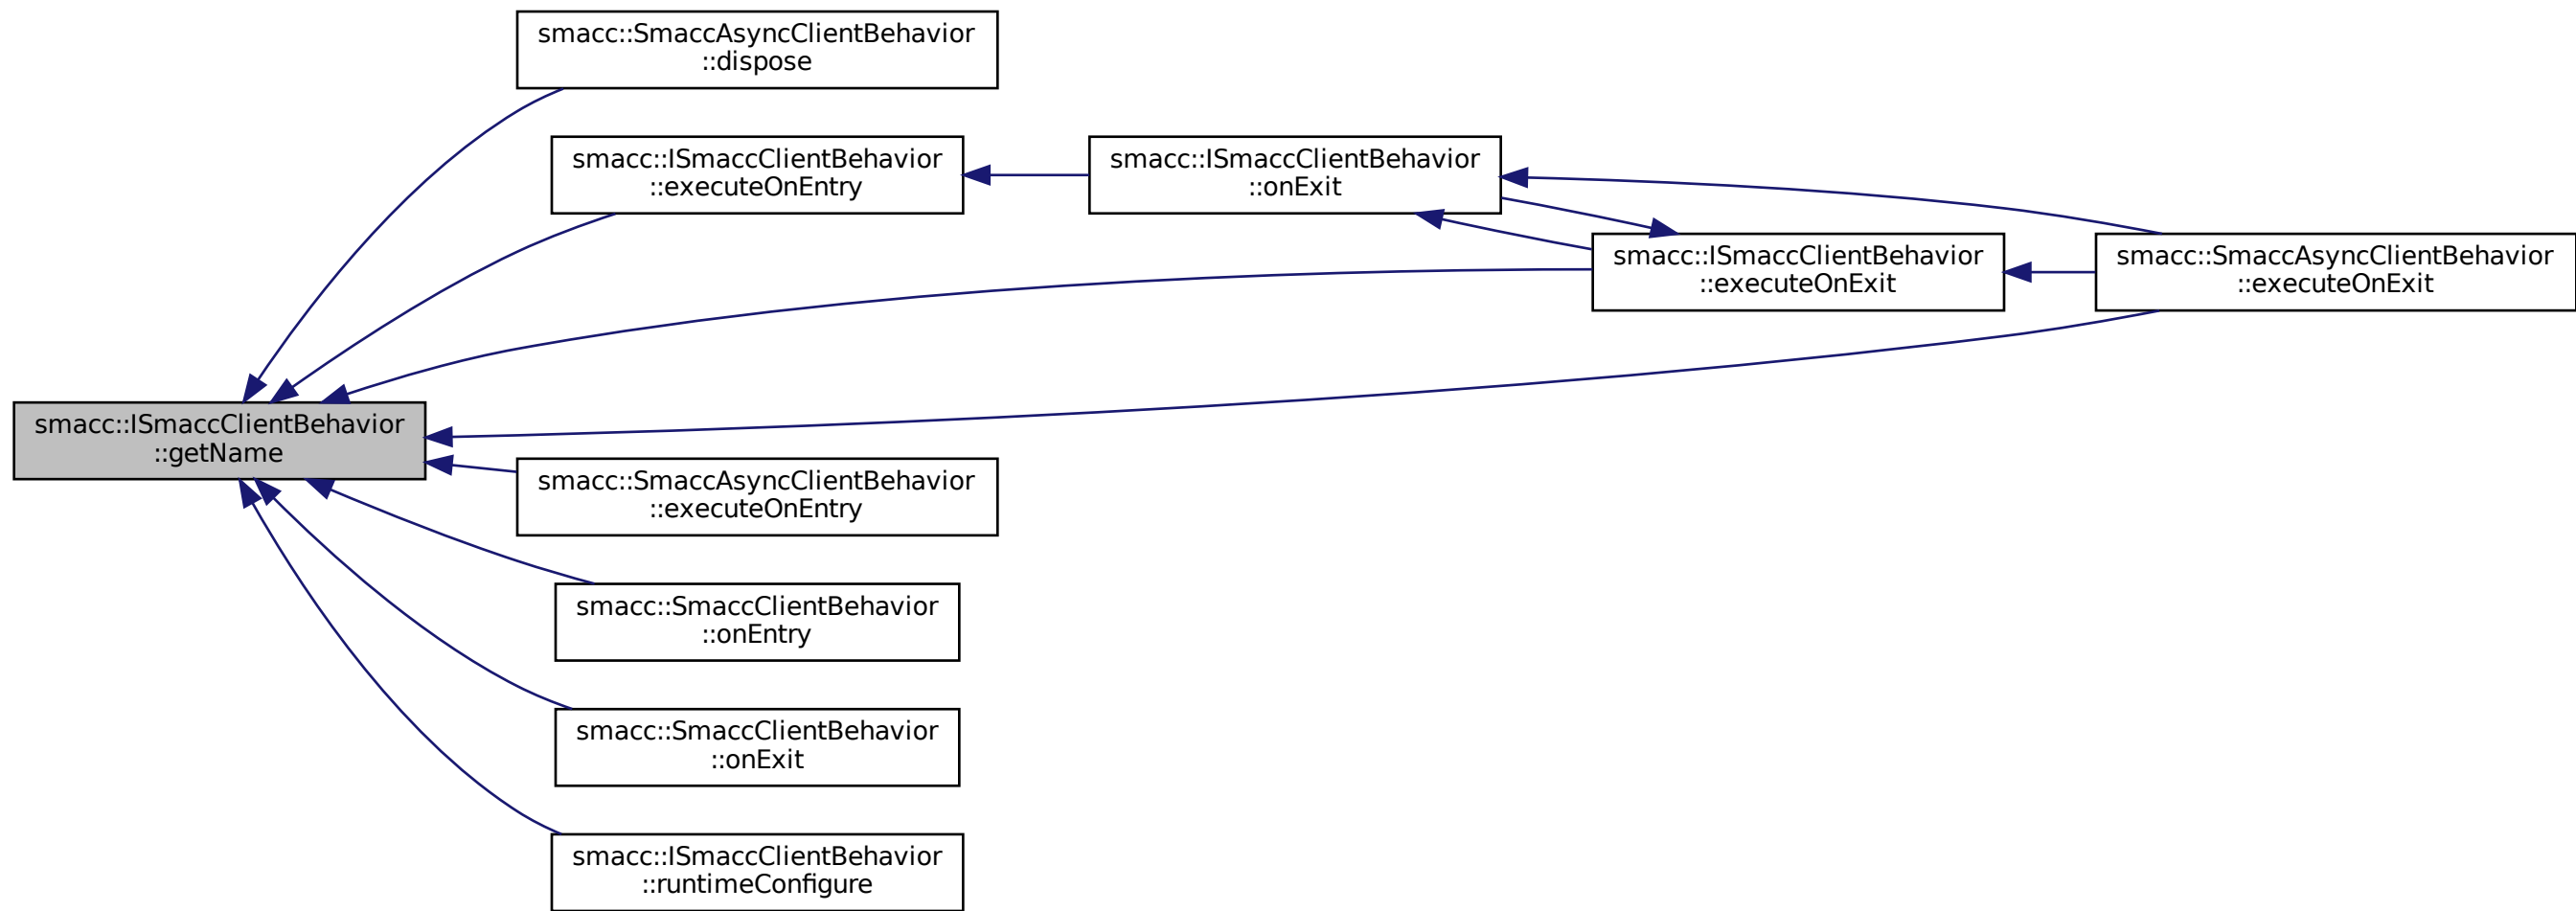 smacc::SmaccAsyncClientBehavior
::dispose
smacc::ISmaccClientBehavior
::executeOnEntry
smacc::ISmaccClientBehavior
::onExit
smacc::ISmaccClientBehavior
::executeOnExit
smacc::SmaccAsyncClientBehavior
::executeOnExit
smacc::ISmaccClientBehavior
::getName
smacc::SmaccAsyncClientBehavior
::executeOnEntry
smacc::SmaccClientBehavior
::onEntry
smacc::SmaccClientBehavior
::onExit
smacc::ISmaccClientBehavior
::runtimeConfigure